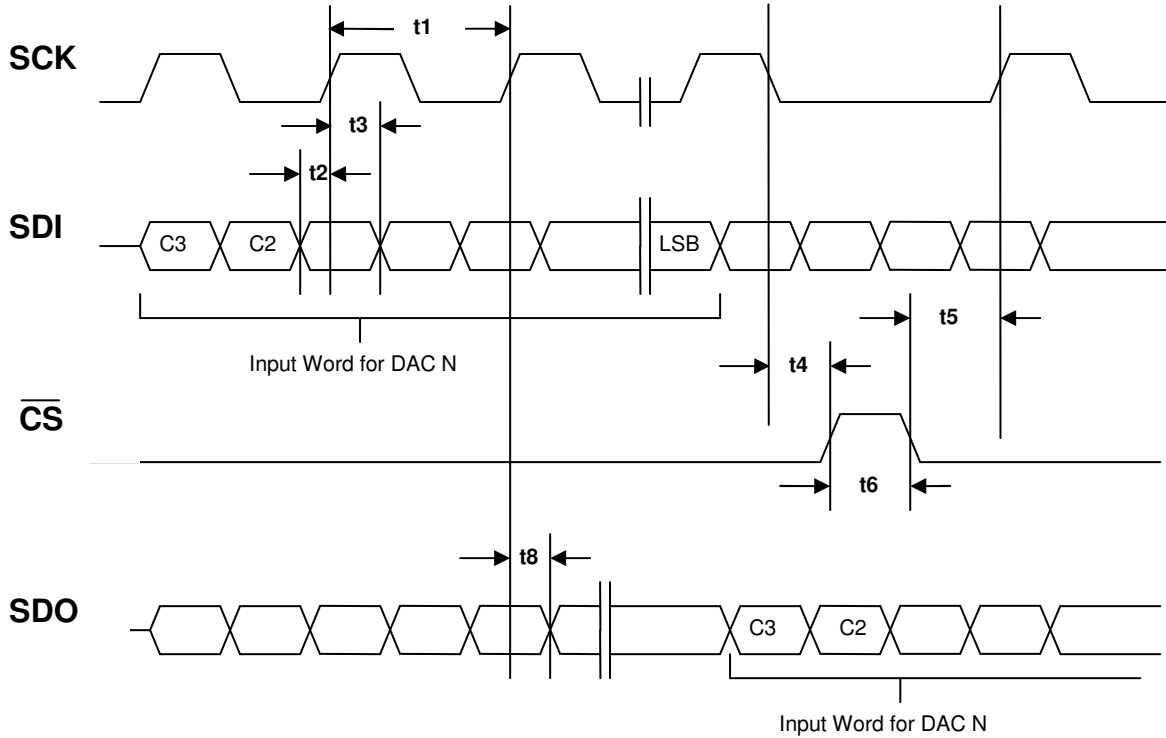 t1
SCK
t3
t2
SDI
C3 C2 LSB
t5
Input Word for DAC N
t4
CS
t6
t8
SDO
C3 C2
Input Word for DAC N